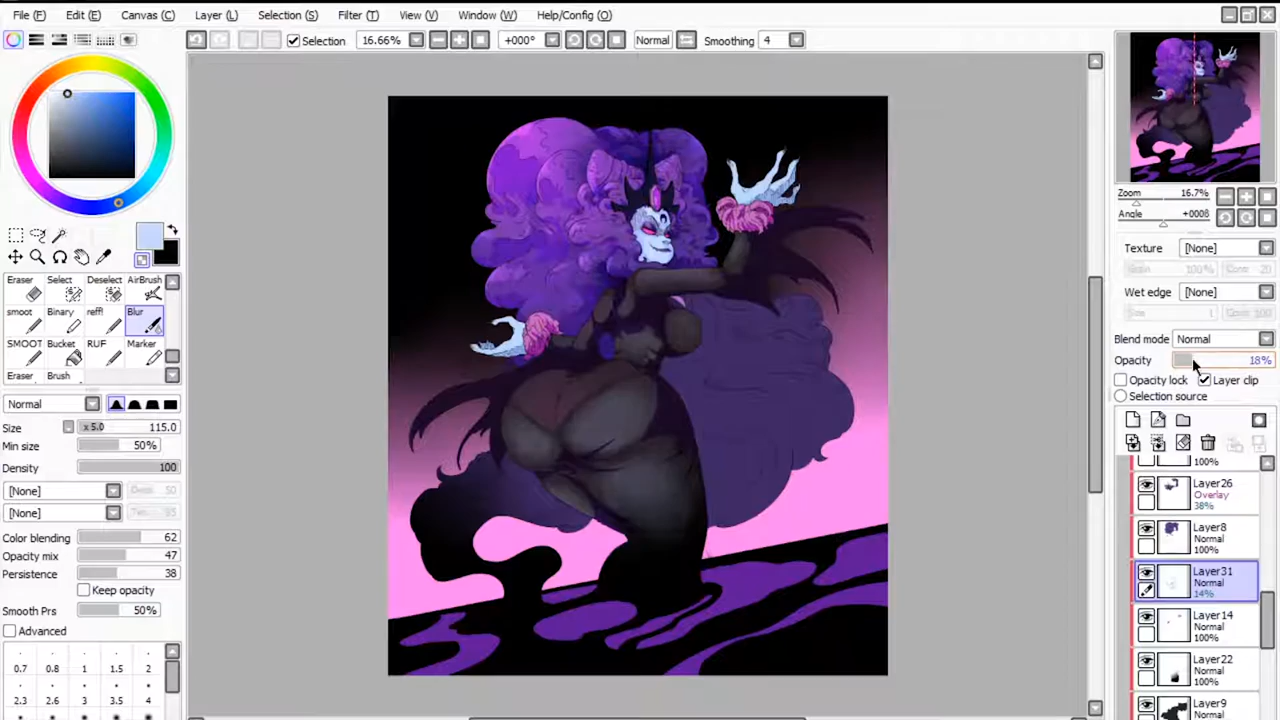 File (F) Edit (E) Canvas (C) Layer (L) Selection (S) Filter (T) View (V) Window (W) Help/Config (O)
Selection 16.66% +000° Normal Smoothing 4
Zoom 16.7%
Angle +000ß
Texture [None]
Wet edge [None]
Blend mode Normal
Opacity 18%
Opacity lock Layer clip
Selection source
100%
Layer26
Overlay
38%
Layer8
Normal
100%
Layer31
Normal
14%
Layer14
Normal
100%
Layer22
Normal
100%
Layer9
Normal
Eraser Select Deselect AirBrush
smoot Binary reff! Blur
SMOOT Bucket RUF Marker
Eraser Brush
Normal
Size x 5.0 115.0
Min size 50%
Density 100
[None]
[None]
Color blending 62
Opacity mix 47
Persistence 38
Keep opacity
Smooth Prs 50%
Advanced
0.7 0.8 1 1.5 2
2.3 2.6 3 3.5 4